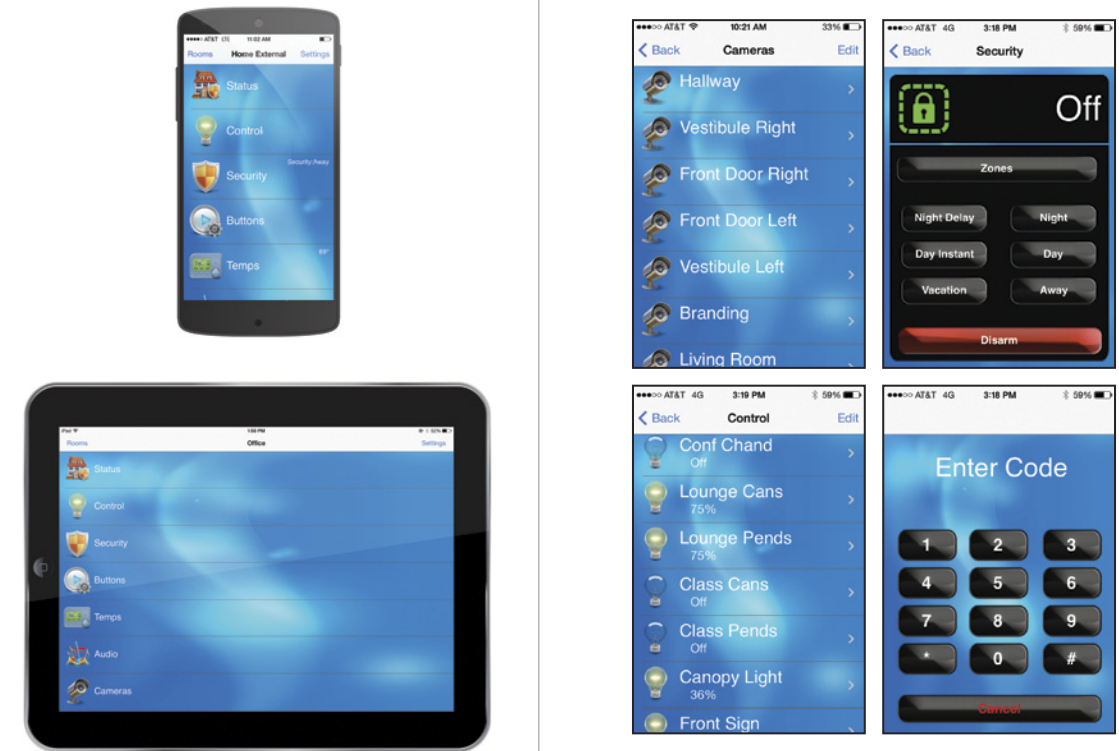 ●●●●○ AT&T LTE 11:02 AM
Rooms Home External Settings
Status
Control
Security Away
Security
Buttons
69°
Temps
iPad 1:00 PM 92%
Rooms Office Settings
Status
Control
Security
Buttons
Temps
Audio
Cameras
●●●○○ AT&T 10:21 AM 33%
Back Cameras Edit
Hallway
Vestibule Right
Front Door Right
Front Door Left
Vestibule Left
Branding
Living Room
●●●○○ AT&T 4G 3:18 PM 59%
Back Security
Off
Zones
Night Delay Night
Day Instant Day
Vacation Away
Disarm
●●●○○ AT&T 4G 3:19 PM 59%
Back Control Edit
Conf Chand
Off
Lounge Cans
75%
Lounge Pends
75%
Class Cans
Off
Class Pends
Off
Canopy Light
36%
Front Sign
●●●○○ AT&T 4G 3:18 PM 59%
Enter Code
1 2 3
4 5 6
7 8 9
* 0 #
Cancel